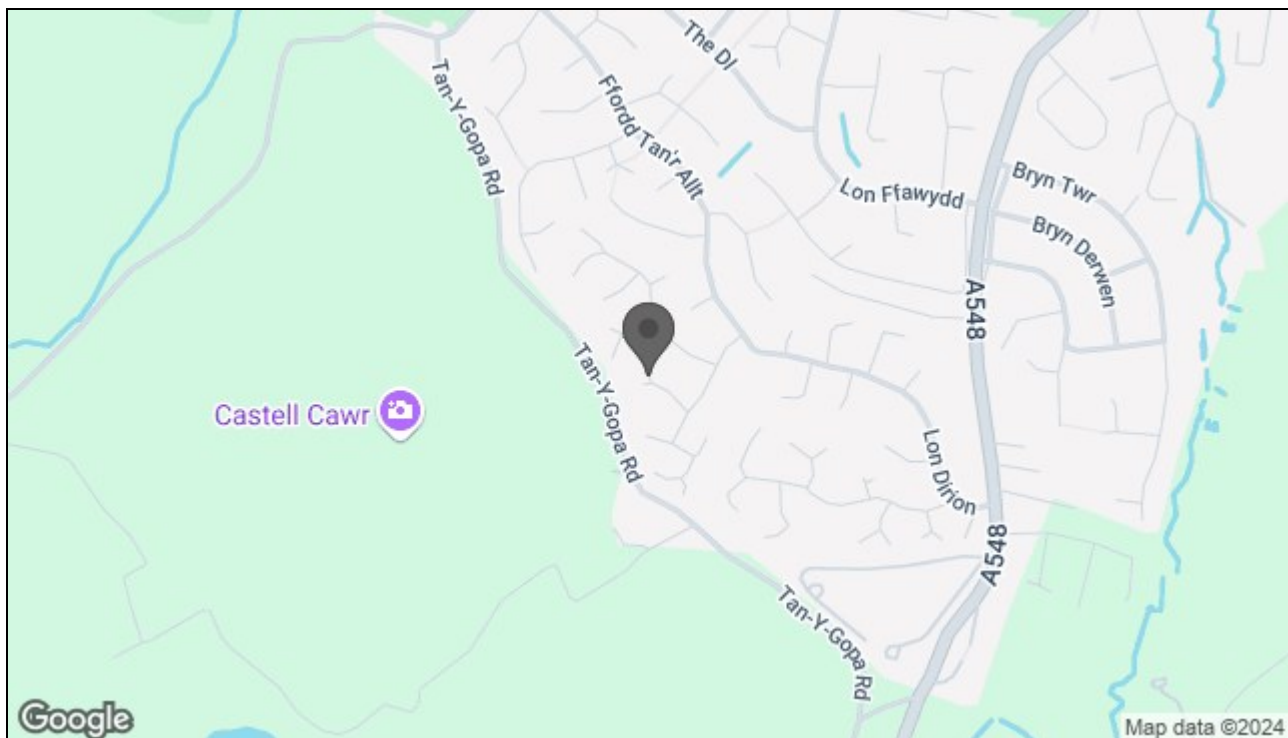 The Dl
Tan-Y-Gopa Rd
Ffordd Tan'r Allt
Bryn Twr
Lon Ffawydd
Bryn Derwen
A548
Tan-Y-Gopa Rd
Castell Cawr
Lon Dirion
A548
Tan-Y-Gopa Rd
Google
Map data ©2024